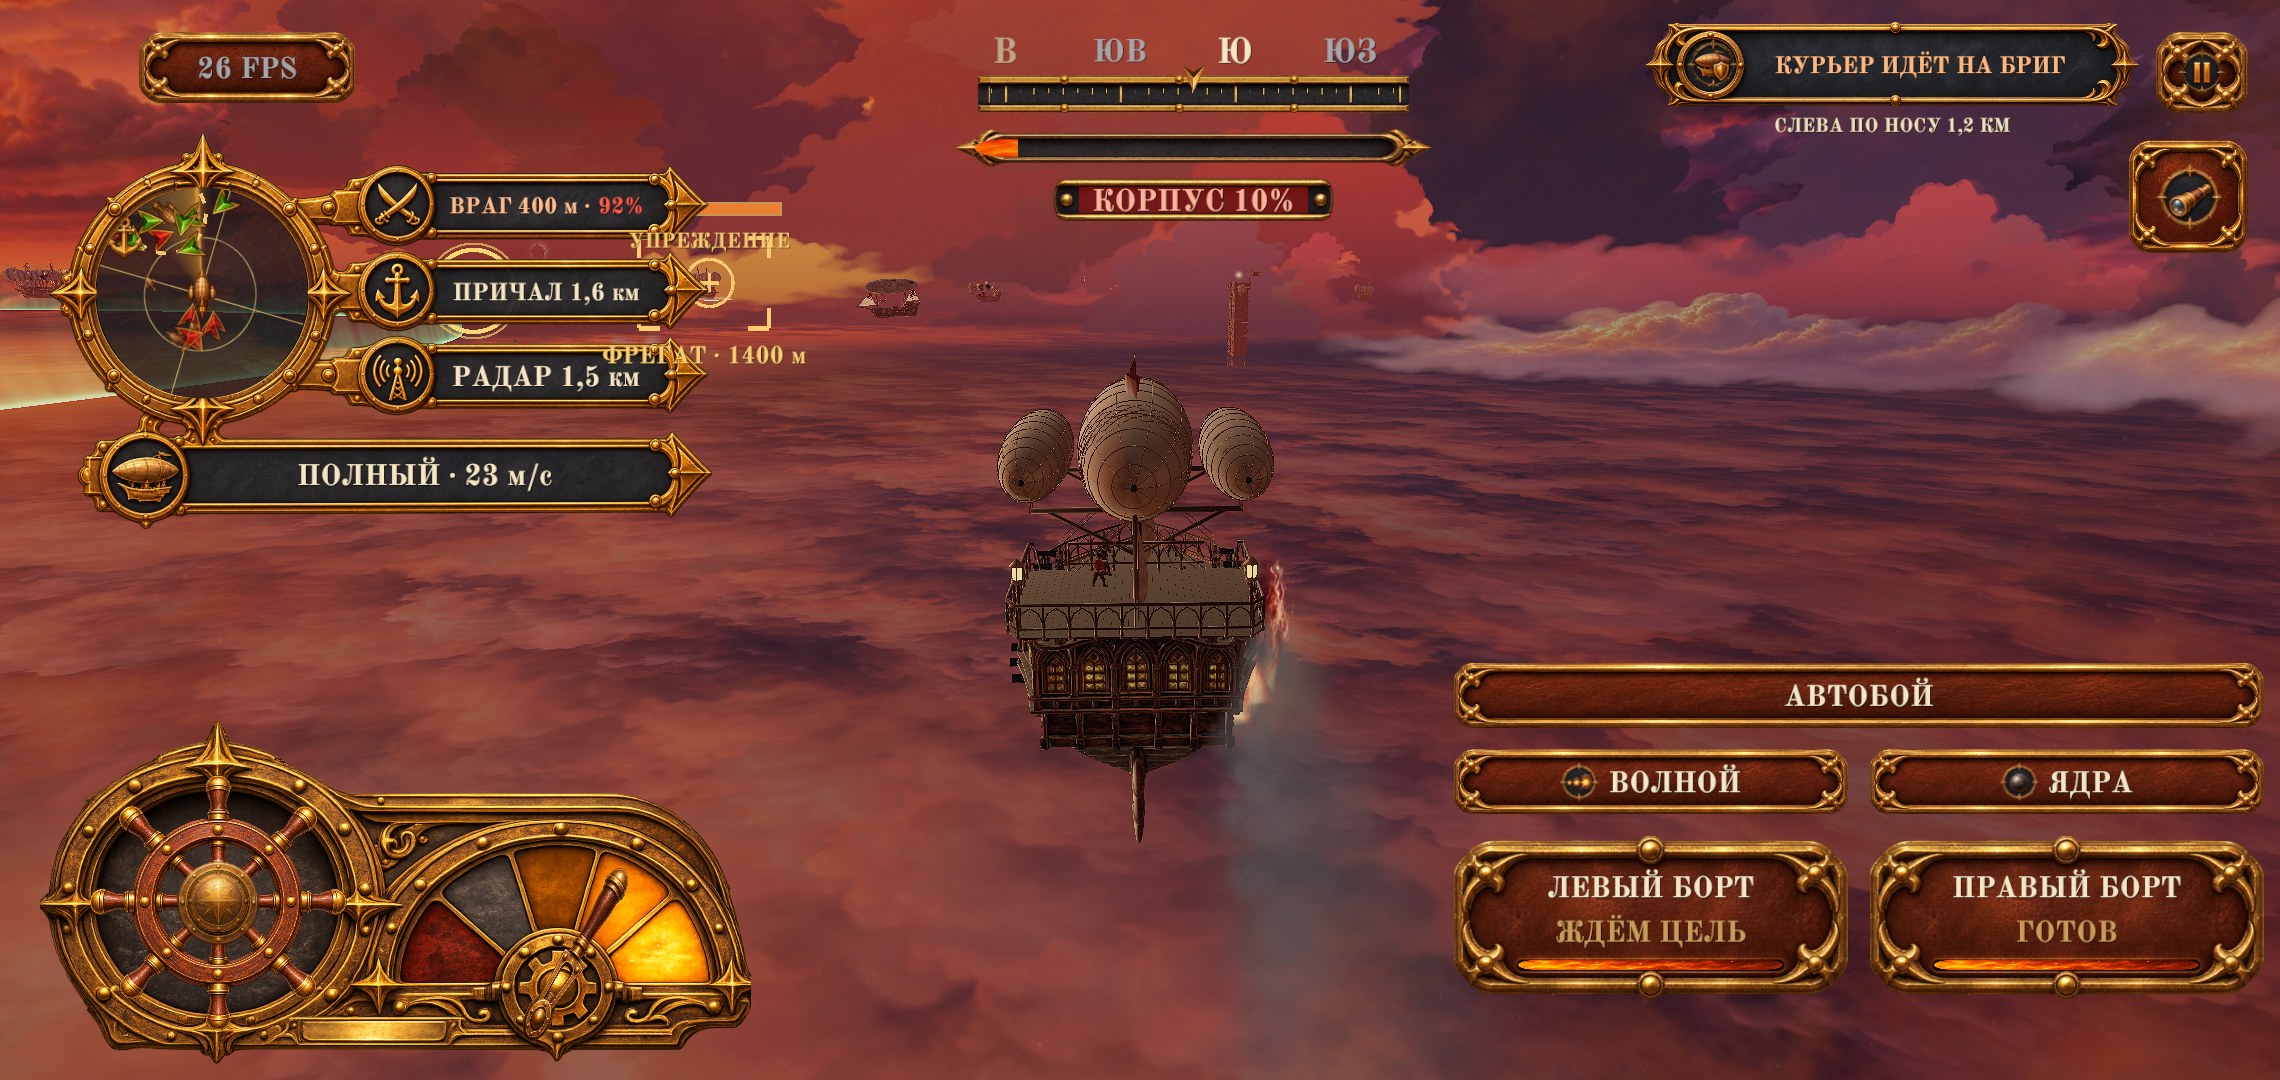 26 FPS
В ЮВ Ю ЮЗ
КОРПУС 10%
КУРЬЕР ИДЁТ НА БРИГ
СЛЕВА ПО НОСУ 1,2 КМ
ВРАГ 400 м · 92%
УПРЕЖДЕНИЕ
ПРИЧАЛ 1,6 км
ФРЕГАТ · 1400 м
РАДАР 1,5 км
ПОЛНЫЙ · 23 м/с
АВТОБОЙ
ВОЛНОЙ
ЯДРА
ЛЕВЫЙ БОРТ
ЖДЁМ ЦЕЛЬ
ПРАВЫЙ БОРТ
ГОТОВ